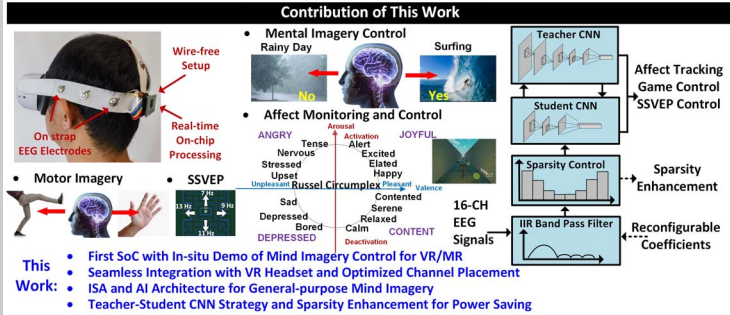 Contribution of This Work
Wire-free
Setup
On strap
EEG Electrodes
Real-time
On-chip
Processing
• Mental Imagery Control
Rainy Day
No
Surfing
Yes
• Affect Monitoring and Control
Arousal
Activation
ANGRY
JOYFUL
Tense
Alert
Nervous
Excited
Stressed
Elated
Upset
Happy
Unpleasant
Russel Circumplex
Pleasant
Valence
Sad
Contented
Serene
Depressed
Relaxed
Bored
Calm
DEPRESSED
CONTENT
Deactivation
• Motor Imagery
• SSVEP
7 Hz
13 Hz
9 Hz
11 Hz
Teacher CNN
Student CNN
Affect Tracking
Game Control
SSVEP Control
Sparsity Control
Sparsity
Enhancement
16-CH
EEG
Signals
IIR Band Pass Filter
Reconfigurable
Coefficients
This
Work:
• First SoC with In-situ Demo of Mind Imagery Control for VR/MR
• Seamless Integration with VR Headset and Optimized Channel Placement
• ISA and AI Architecture for General-purpose Mind Imagery
• Teacher-Student CNN Strategy and Sparsity Enhancement for Power Saving